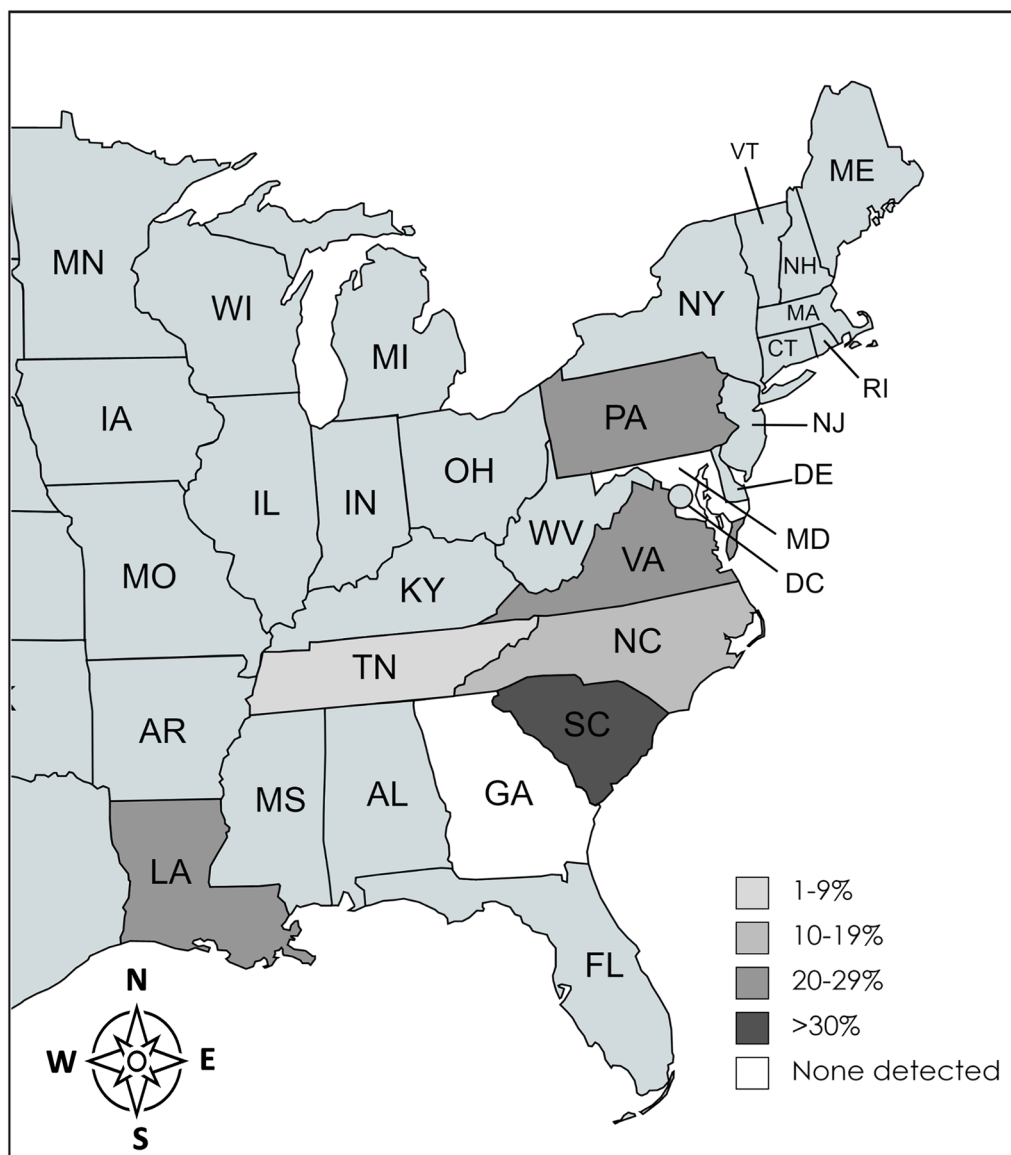 VT
ME
MN
NH
WI
NY
MA
MI
CT
RI
IA
PA
NJ
OH
DE
IL
IN
WV
MD
VA
MO
DC
KY
NC
TN
SC
AR
GA
MS
AL
LA
1-9%
10-19%
FL
20-29%
N
>30%
W
E
None detected
S